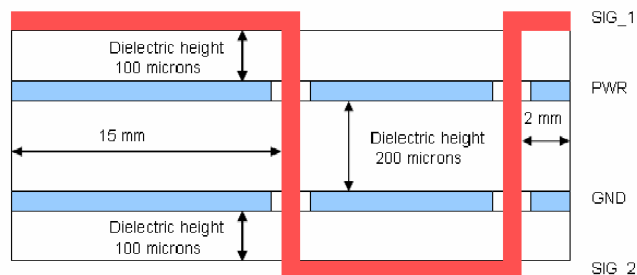 SIG_1
Dielectric height
100 microns
PWR
15 mm
Dielectric height
200 microns
2 mm
GND
Dielectric height
100 microns
SIG_2